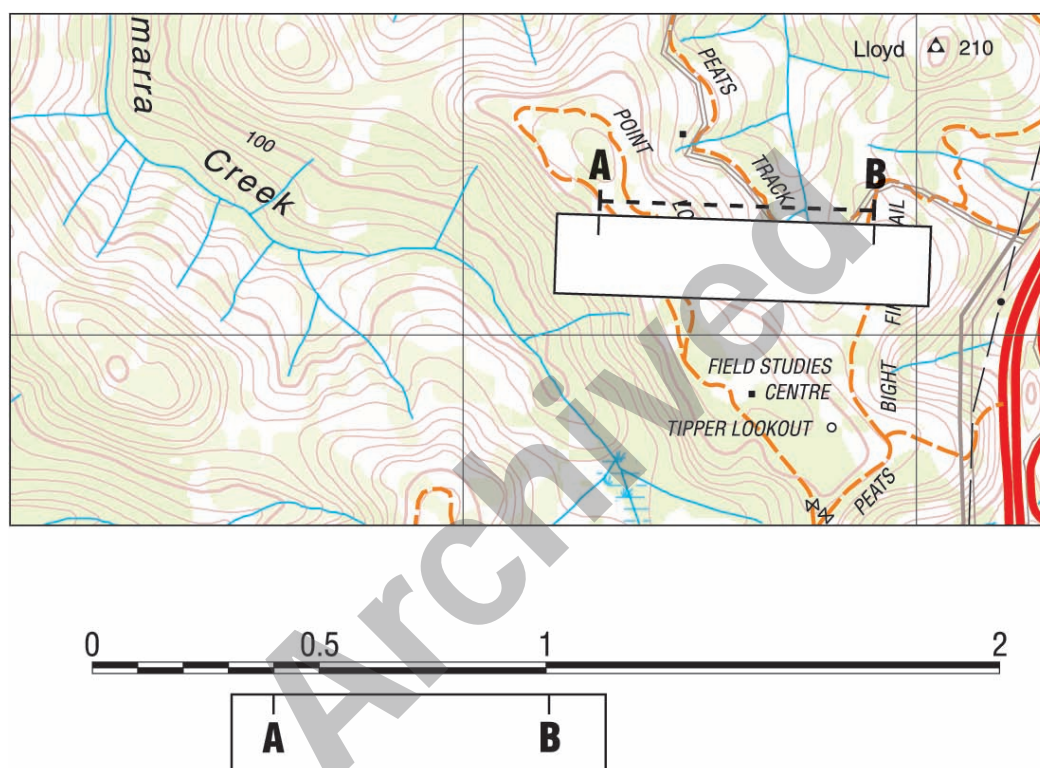 marra
Creek
100
PEATS
Lloyd 210
POINT
TRACK
A
B
FIELD STUDIES
CENTRE
TIPPER LOOKOUT
BIGHT
PEATS
Archived
0 0.5 1 2
A B